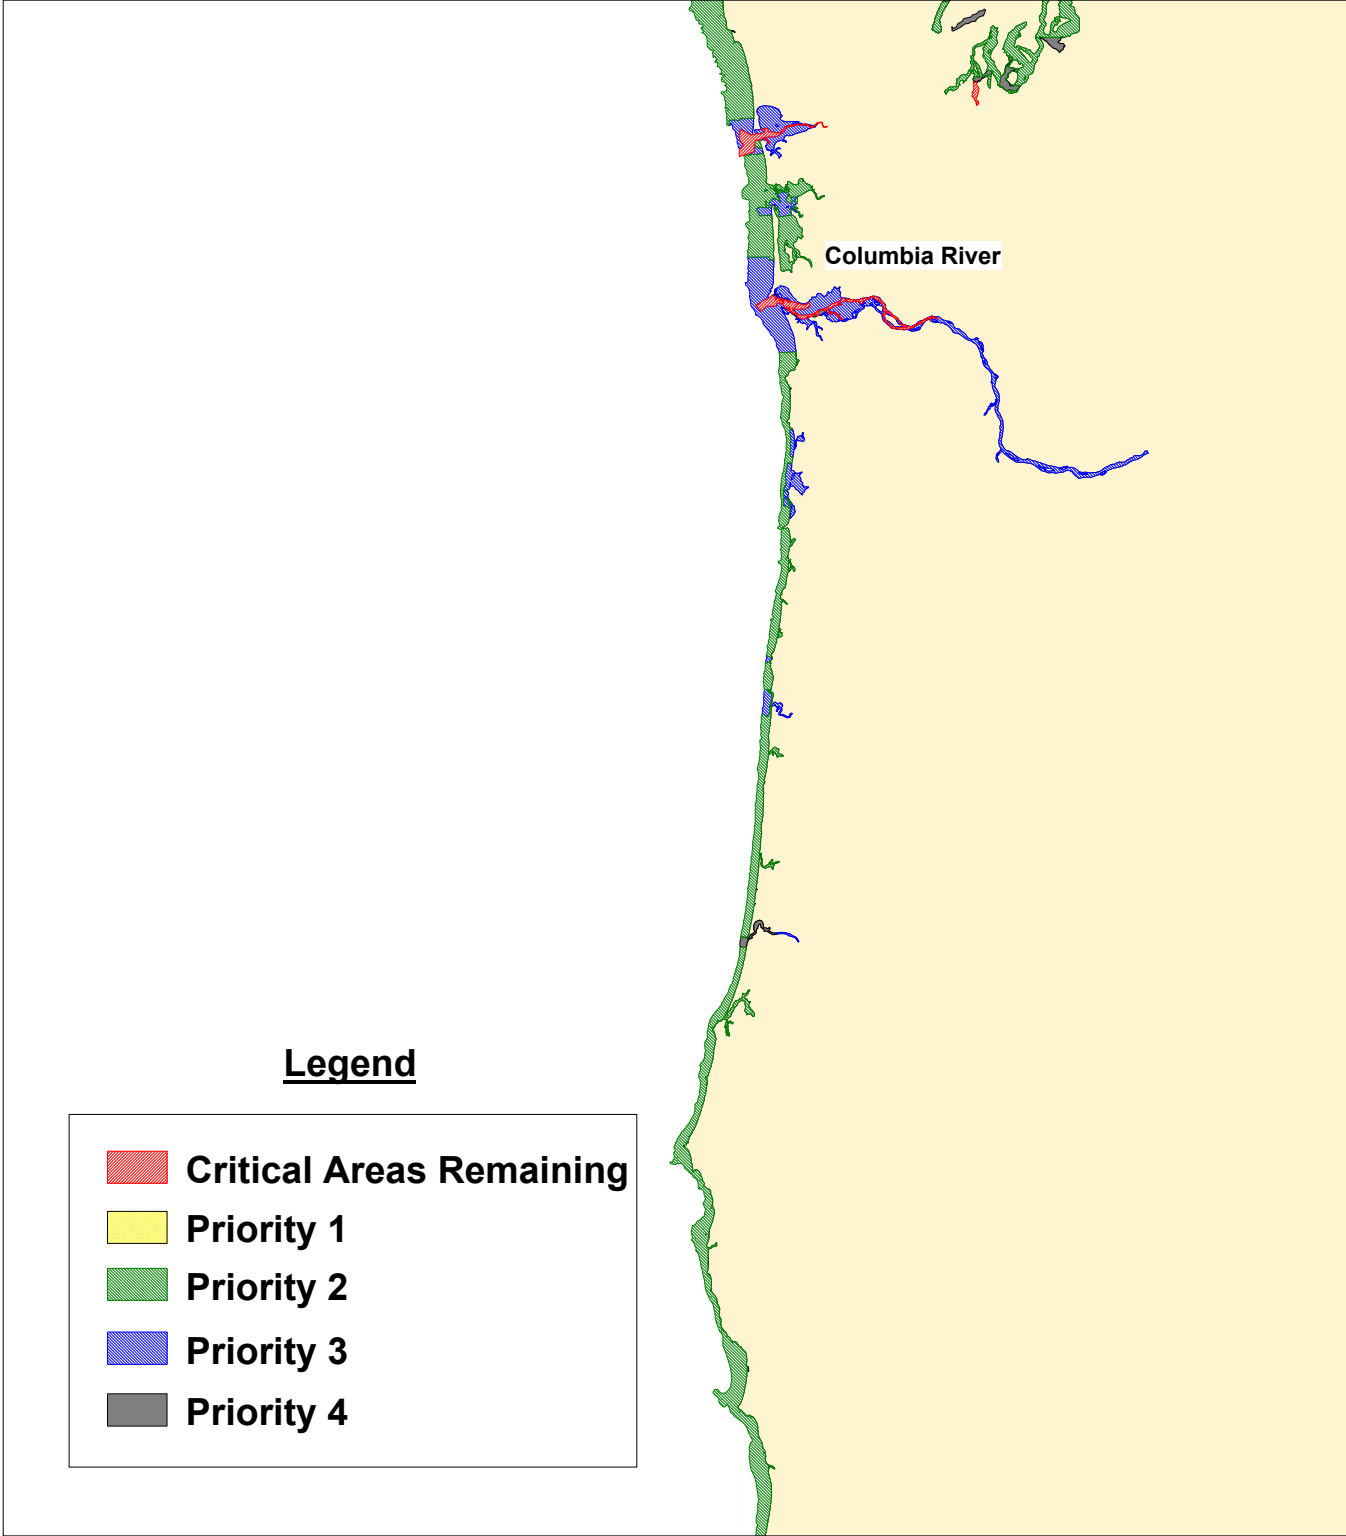 Columbia River
Legend
Critical Areas Remaining
Priority 1
Priority 2
Priority 3
Priority 4